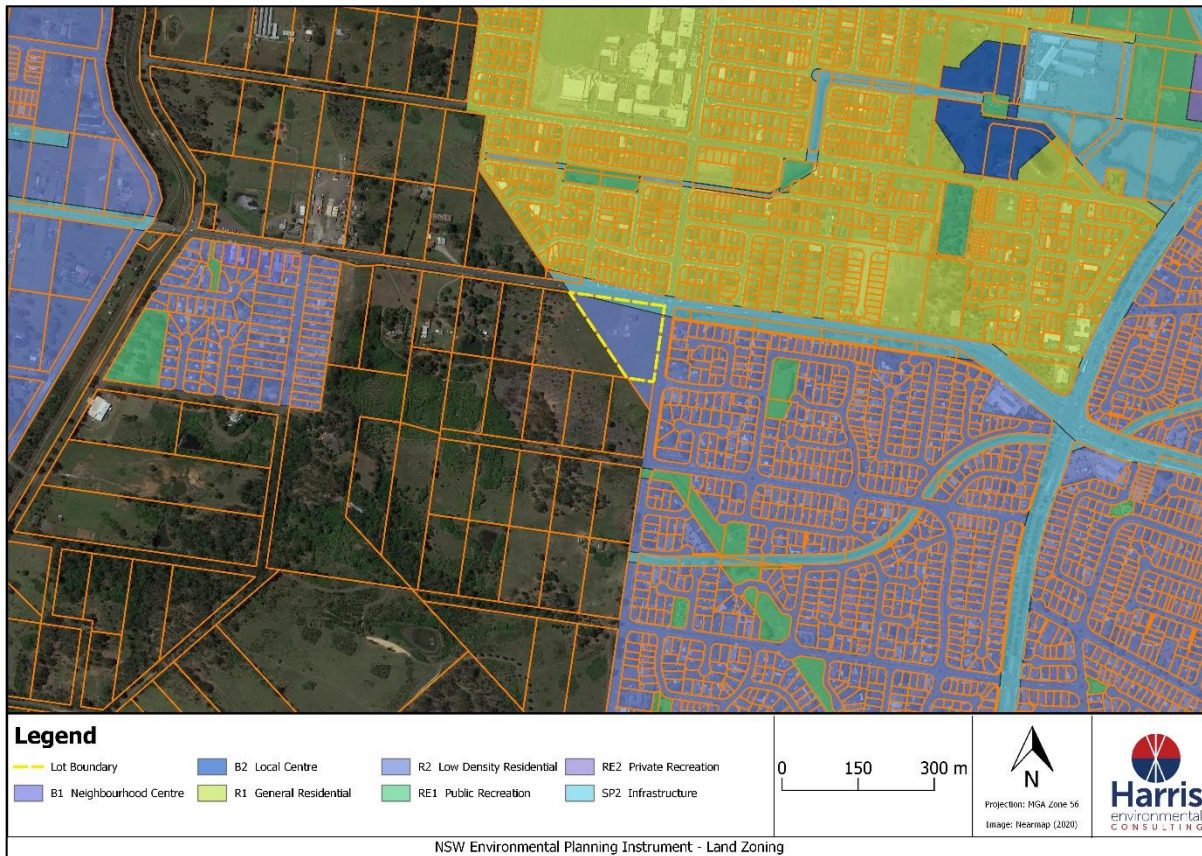 Legend
Lot Boundary
B2 Local Centre
R2 Low Density Residential
RE2 Private Recreation
B1 Neighbourhood Centre
R1 General Residential
RE1 Public Recreation
SP2 Infrastructure
0 150 300 m
N
Projection: MGA Zone 56
Image: Nearmap (2020)
Harris
environmental
CONSULTING
NSW Environmental Planning Instrument - Land Zoning